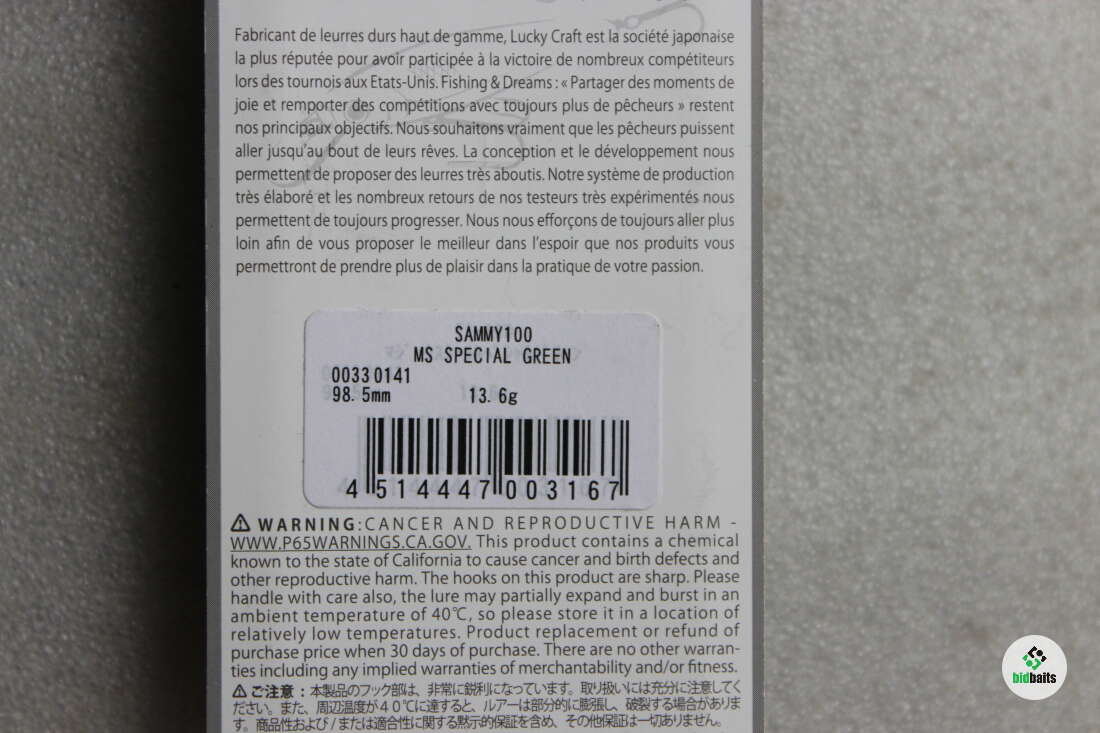 Fabricant de leurres durs haut de gamme, Lucky Craft est la société japonaise
la plus réputée pour avoir participée à la victoire de nombreux compétiteurs
lors des tournois aux Etats-Unis. Fishing & Dreams : « Partager des moments de
joie et remporter des compétitions avec toujours plus de pêcheurs » restent
nos principaux objectifs. Nous souhaitons vraiment que les pêcheurs puissent
aller jusqu'au bout de leurs rêves. La conception et le développement nous
permettent de proposer des leurres très aboutis. Notre système de production
très élaboré et les nombreux retours de nos testeurs très expérimentés nous
permettent de toujours progresser. Nous nous efforçons de toujours aller plus
loin afin de vous proposer le meilleur dans l'espoir que nos produits vous
permettront de prendre plus de plaisir dans la pratique de votre passion.
SAMMY100
MS SPECIAL GREEN
00330141
98.5mm 13.6g
4 514447 003167
⚠ WARNING:CANCER AND REPRODUCTIVE HARM -
WWW.P65WARNINGS.CA.GOV. This product contains a chemical
known to the state of California to cause cancer and birth defects and
other reproductive harm. The hooks on this product are sharp. Please
handle with care also, the lure may partially expand and burst in an
ambient temperature of 40℃, so please store it in a location of
relatively low temperatures. Product replacement or refund of
purchase price when 30 days of purchase. There are no other warran-
ties including any implied warranties of merchantability and/or fitness.
⚠ご注意：本製品のフック部は、非常に鋭利になっています。取り扱いには充分に注意してく
ださい。また、周辺温度が４０℃に達すると、ルアーは部分的に膨張し、破裂する場合がありま
す。商品性および/または適合性に関する黙示的保証を含め、その他保証は一切ありません。
bidbaits